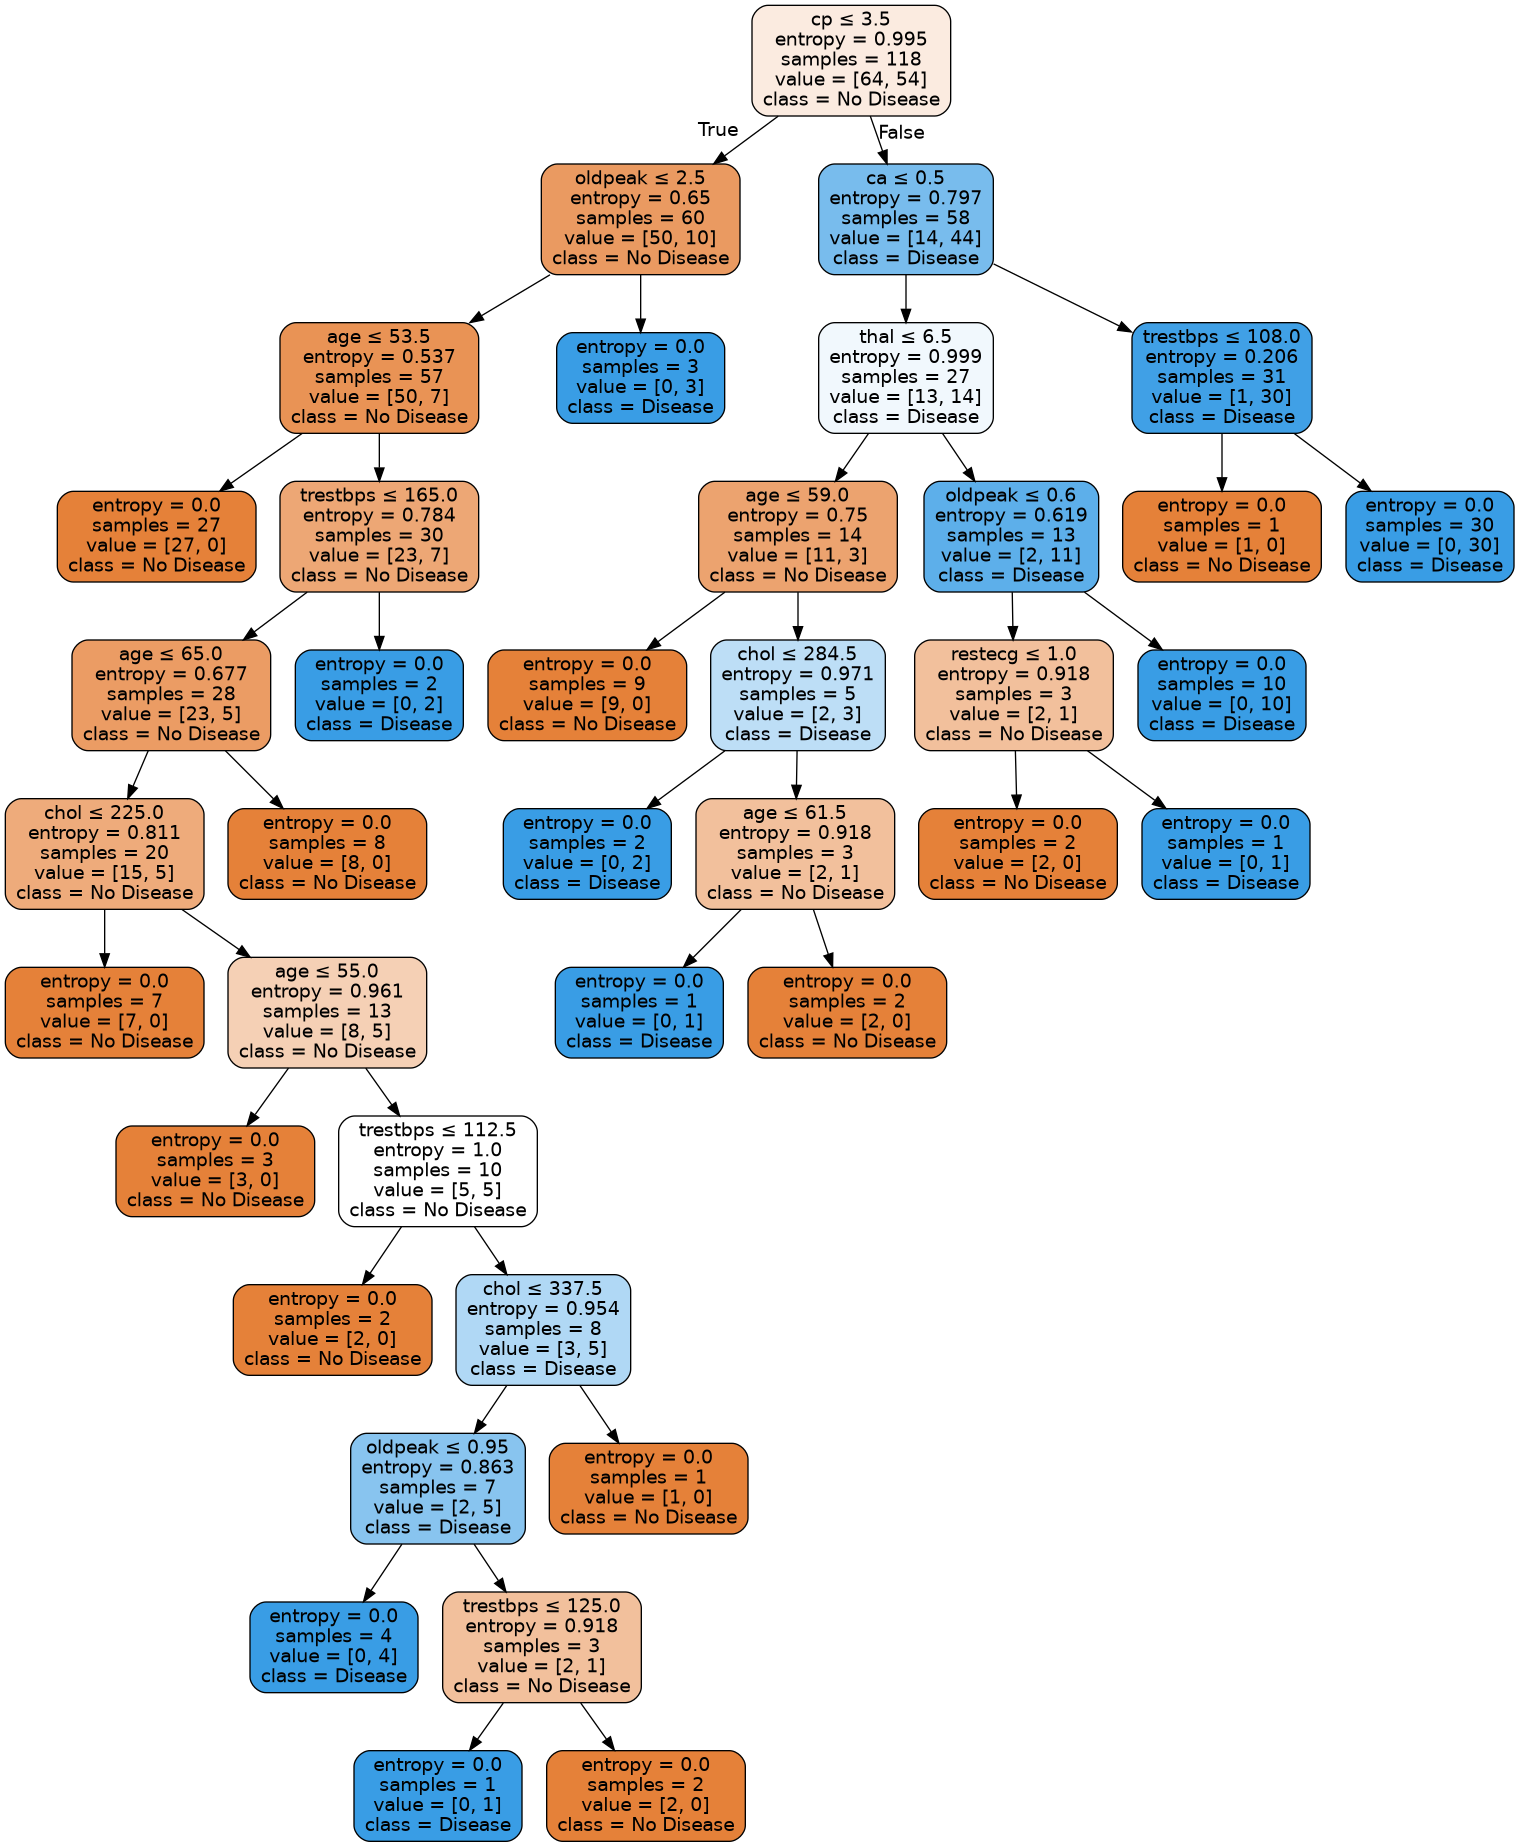 cp ≤ 3.5
entropy = 0.995
samples = 118
value = [64, 54]
class = No Disease
True
False
oldpeak ≤ 2.5
entropy = 0.65
samples = 60
value = [50, 10]
class = No Disease
ca ≤ 0.5
entropy = 0.797
samples = 58
value = [14, 44]
class = Disease
age ≤ 53.5
entropy = 0.537
samples = 57
value = [50, 7]
class = No Disease
entropy = 0.0
samples = 3
value = [0, 3]
class = Disease
thal ≤ 6.5
entropy = 0.999
samples = 27
value = [13, 14]
class = Disease
trestbps ≤ 108.0
entropy = 0.206
samples = 31
value = [1, 30]
class = Disease
entropy = 0.0
samples = 27
value = [27, 0]
class = No Disease
trestbps ≤ 165.0
entropy = 0.784
samples = 30
value = [23, 7]
class = No Disease
age ≤ 59.0
entropy = 0.75
samples = 14
value = [11, 3]
class = No Disease
oldpeak ≤ 0.6
entropy = 0.619
samples = 13
value = [2, 11]
class = Disease
entropy = 0.0
samples = 1
value = [1, 0]
class = No Disease
entropy = 0.0
samples = 30
value = [0, 30]
class = Disease
age ≤ 65.0
entropy = 0.677
samples = 28
value = [23, 5]
class = No Disease
entropy = 0.0
samples = 2
value = [0, 2]
class = Disease
entropy = 0.0
samples = 9
value = [9, 0]
class = No Disease
chol ≤ 284.5
entropy = 0.971
samples = 5
value = [2, 3]
class = Disease
restecg ≤ 1.0
entropy = 0.918
samples = 3
value = [2, 1]
class = No Disease
entropy = 0.0
samples = 10
value = [0, 10]
class = Disease
chol ≤ 225.0
entropy = 0.811
samples = 20
value = [15, 5]
class = No Disease
entropy = 0.0
samples = 8
value = [8, 0]
class = No Disease
entropy = 0.0
samples = 2
value = [0, 2]
class = Disease
age ≤ 61.5
entropy = 0.918
samples = 3
value = [2, 1]
class = No Disease
entropy = 0.0
samples = 2
value = [2, 0]
class = No Disease
entropy = 0.0
samples = 1
value = [0, 1]
class = Disease
entropy = 0.0
samples = 7
value = [7, 0]
class = No Disease
age ≤ 55.0
entropy = 0.961
samples = 13
value = [8, 5]
class = No Disease
entropy = 0.0
samples = 1
value = [0, 1]
class = Disease
entropy = 0.0
samples = 2
value = [2, 0]
class = No Disease
entropy = 0.0
samples = 3
value = [3, 0]
class = No Disease
trestbps ≤ 112.5
entropy = 1.0
samples = 10
value = [5, 5]
class = No Disease
entropy = 0.0
samples = 2
value = [2, 0]
class = No Disease
chol ≤ 337.5
entropy = 0.954
samples = 8
value = [3, 5]
class = Disease
oldpeak ≤ 0.95
entropy = 0.863
samples = 7
value = [2, 5]
class = Disease
entropy = 0.0
samples = 1
value = [1, 0]
class = No Disease
entropy = 0.0
samples = 4
value = [0, 4]
class = Disease
trestbps ≤ 125.0
entropy = 0.918
samples = 3
value = [2, 1]
class = No Disease
entropy = 0.0
samples = 1
value = [0, 1]
class = Disease
entropy = 0.0
samples = 2
value = [2, 0]
class = No Disease